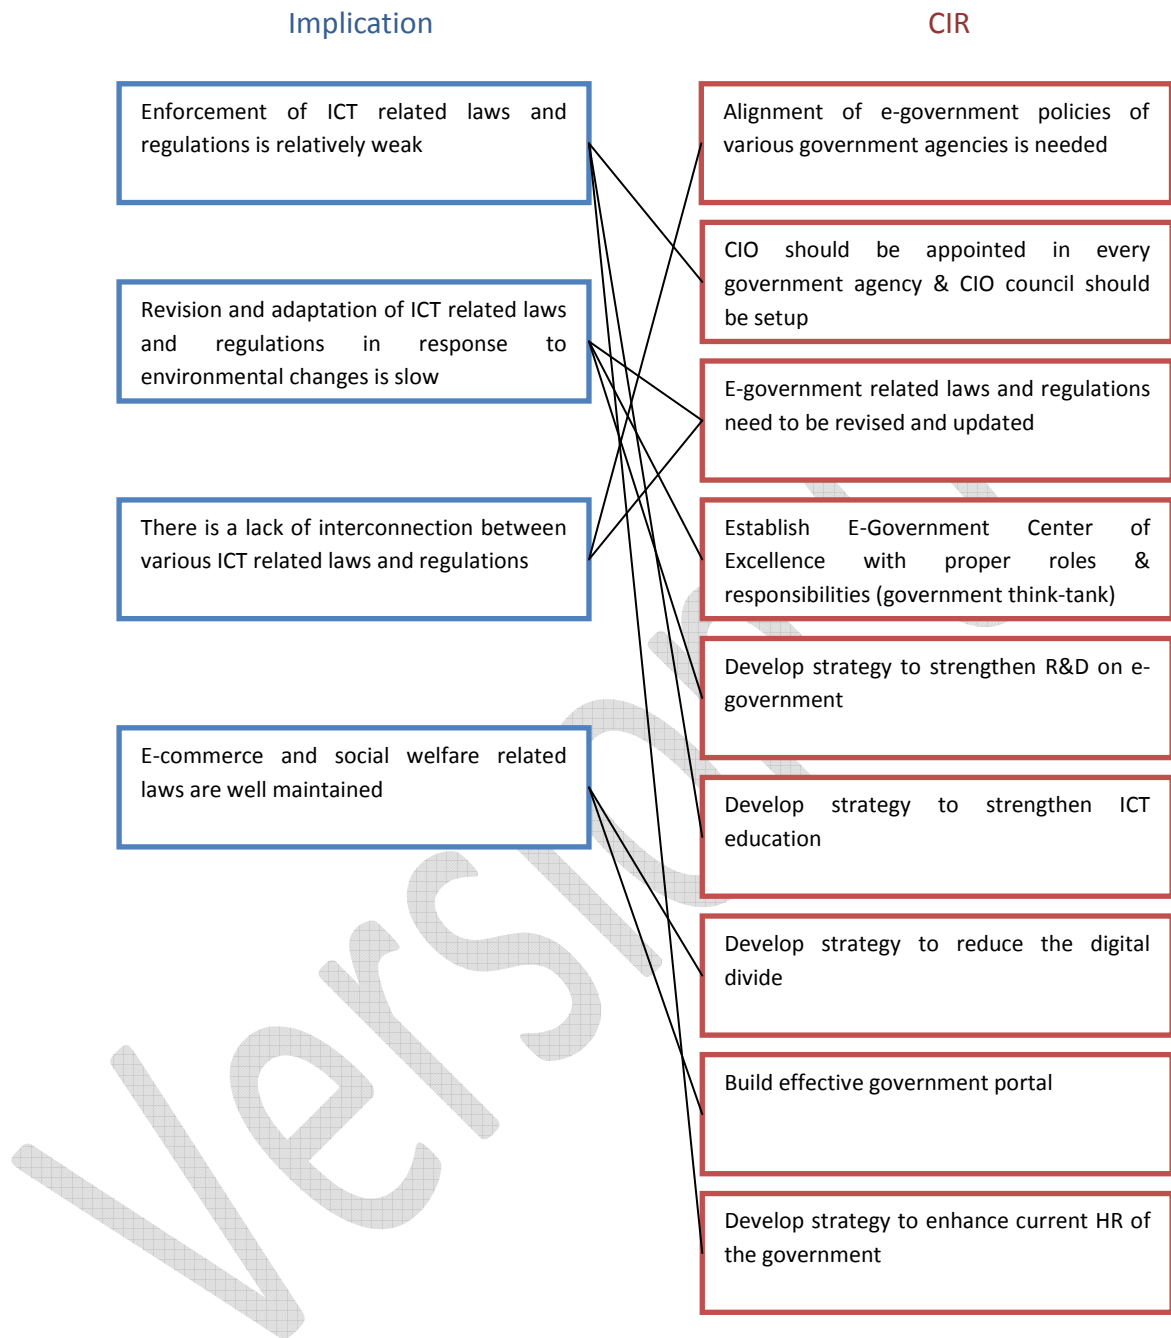 Implication
CIR
Enforcement of ICT related laws and
regulations is relatively weak
Revision and adaptation of ICT related laws
and regulations in response to
environmental changes is slow
There is a lack of interconnection between
various ICT related laws and regulations
E-commerce and social welfare related
laws are well maintained
Alignment of e-government policies of
various government agencies is needed
CIO should be appointed in every
government agency & CIO council should
be setup
E-government related laws and regulations
need to be revised and updated
Establish E-Government Center of
Excellence with proper roles &
responsibilities (government think-tank)
Develop strategy to strengthen R&D on e-
government
Develop strategy to strengthen ICT
education
Develop strategy to reduce the digital
divide
Build effective government portal
Develop strategy to enhance current HR of
the government
Version